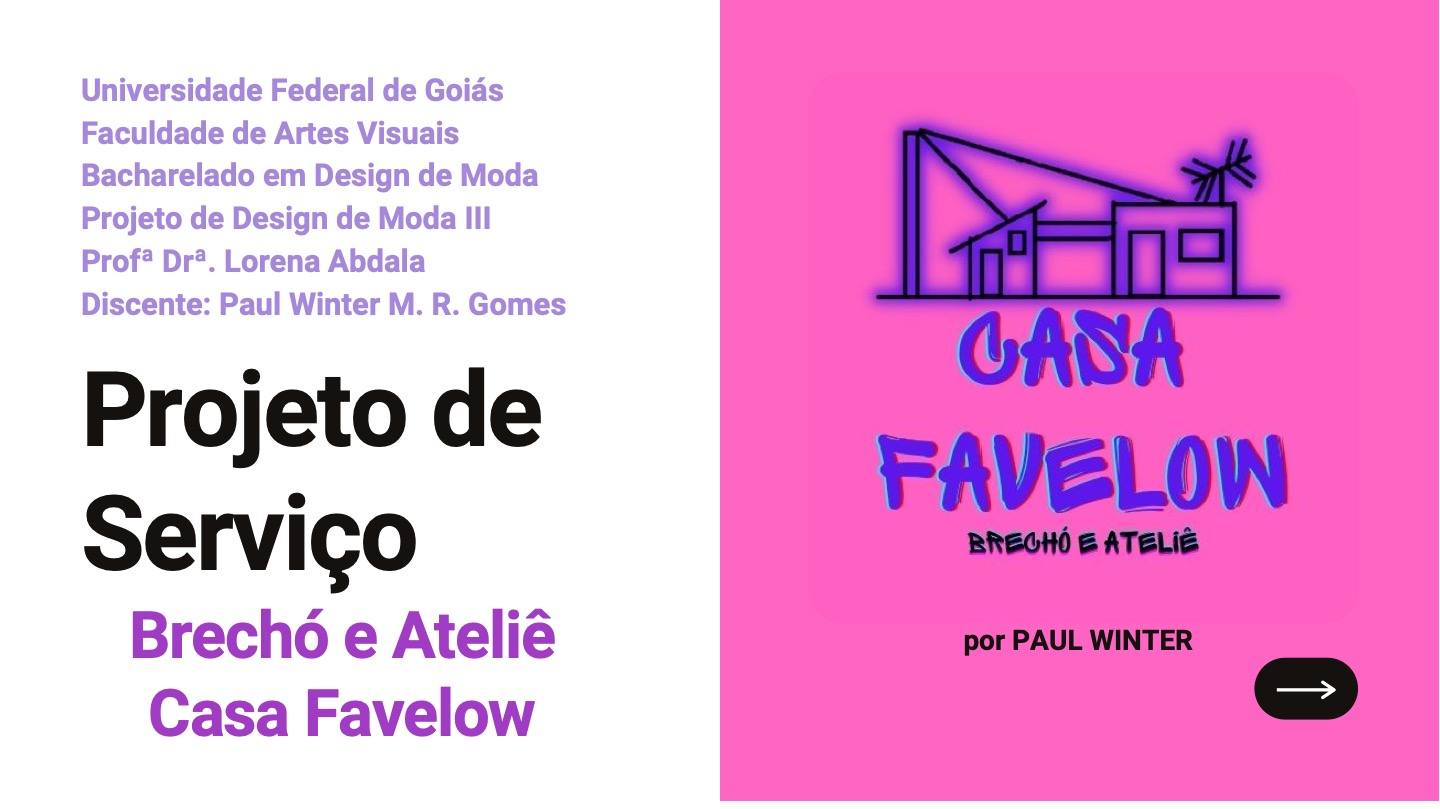 Universidade Federal de Goiás
Faculdade de Artes Visuais
Bacharelado em Design de Moda
Projeto de Design de Moda III
Profª Drª. Lorena Abdala
Discente: Paul Winter M. R. Gomes
Projeto de
Serviço
Brechó e Ateliê
Casa Favelow
CASA
FAVELOW
BRECHÓ E ATELIÊ
por PAUL WINTER